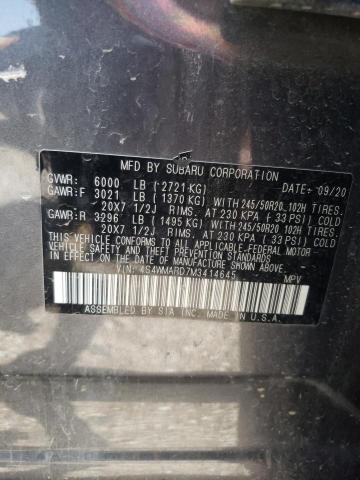 MFD BY SUBARU CORPORATION
GVWR: 6000 LB (2721 KG) DATE: 09/20
GAWR:F 3021 LB (1370 KG) WITH 245/50R20 102H TIRES.
20X7 1/2J RIMS. AT 230 KPA (33 PSI) COLD
GAWR:R 3296 LB (1495 KG) WITH 245/50R20 102H TIRES.
20X7 1/2J RIMS. AT 230 KPA (33 PSI) COLD
THIS VEHICLE CONFORMS TO ALL APPLICABLE FEDERAL MOTOR
VEHICLE SAFETY STANDARDS
IN EFFECT ON THE DATE OF MANUFACTURE SHOWN ABOVE.
VIN: 4S4WMARD7M3414645 MPV
ASSEMBLED BY SIA INC. MADE IN U.S.A.